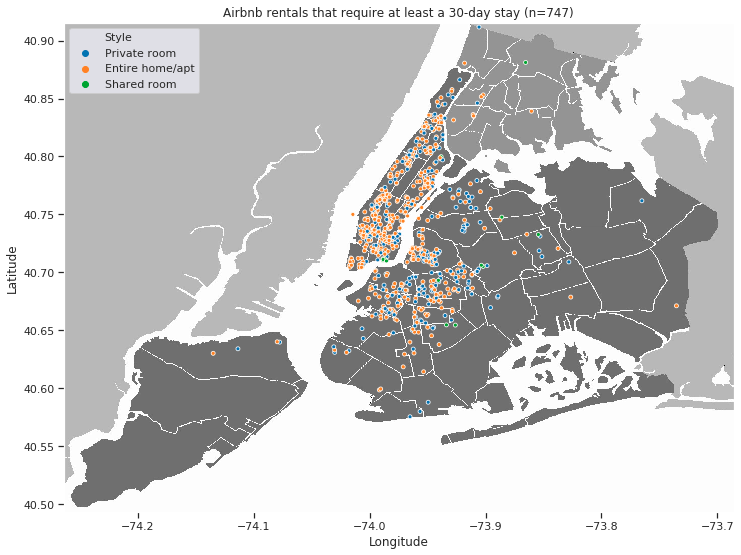 Airbnb rentals that require at least a 30-day stay (n=747)
Style
Private room
Entire home/apt
Shared room
Latitude
40.90
40.85
40.80
40.75
40.70
40.65
40.60
40.55
40.50
−74.2
−74.1
−74.0
−73.9
−73.8
−73.7
Longitude